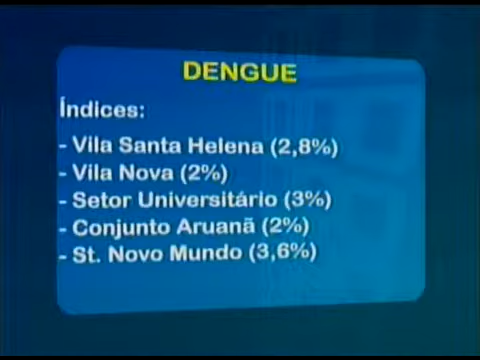 DENGUE
Índices:
- Vila Santa Helena (2,8%)
- Vila Nova (2%)
- Setor Universitário (3%)
- Conjunto Aruanã (2%)
- St. Novo Mundo (3,6%)